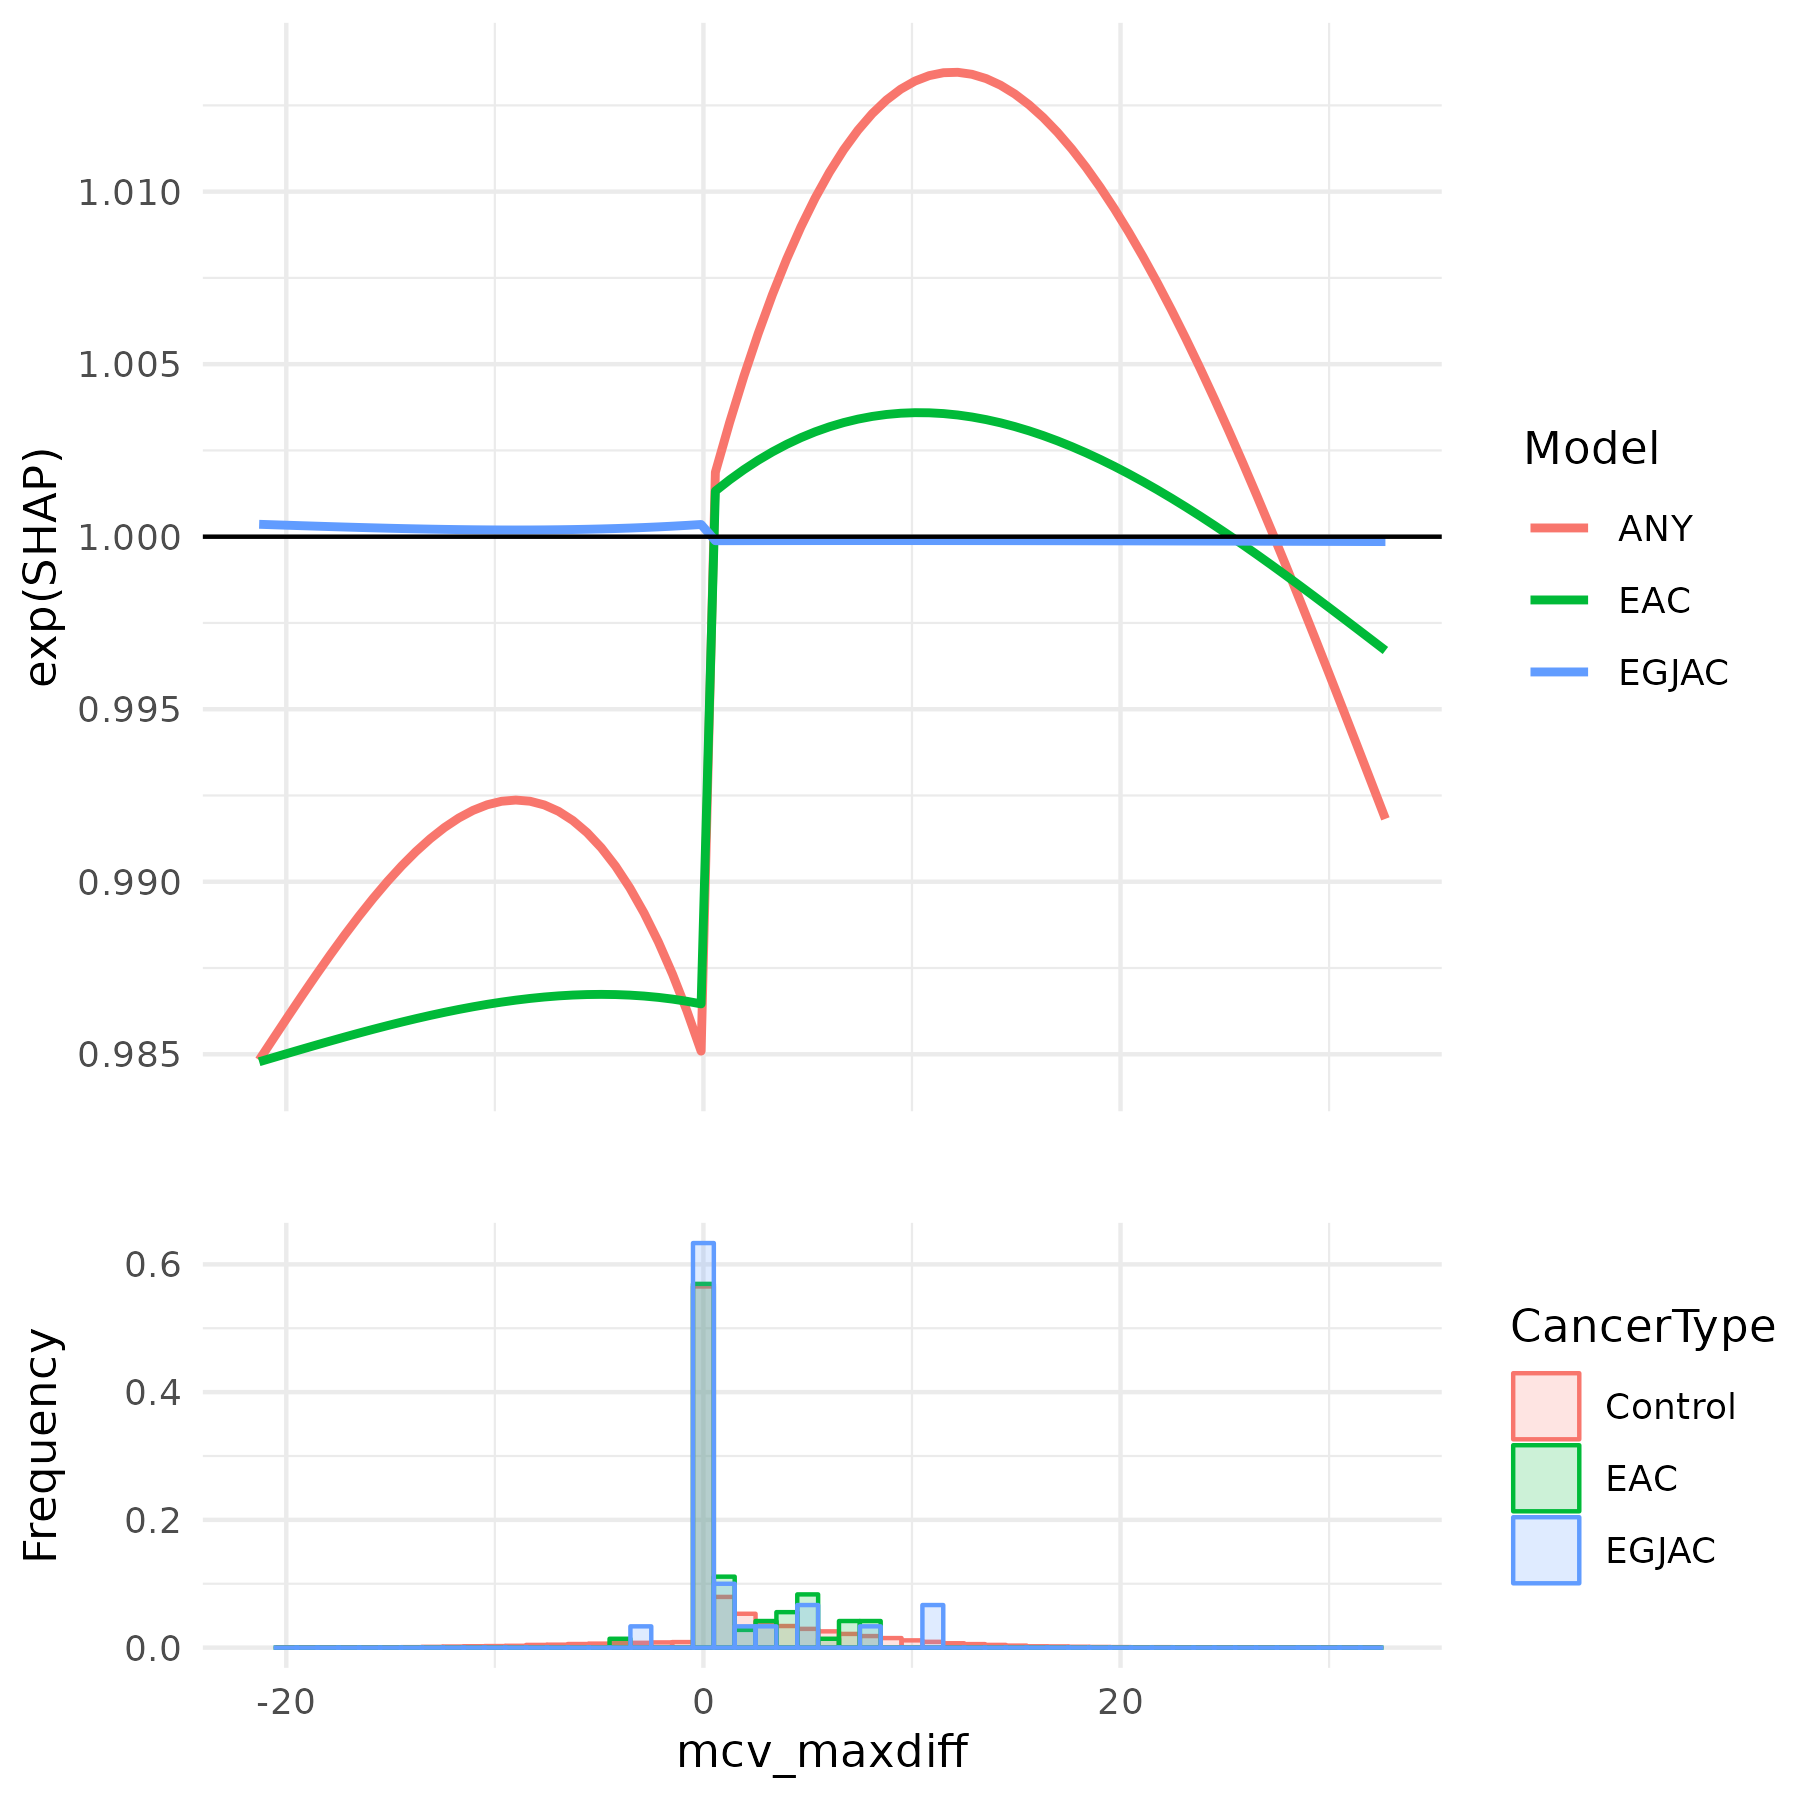 exp(SHAP)
1.010
1.005
1.000
0.995
0.990
0.985
Model
ANY
EAC
EGJAC
Frequency
0.6
0.4
0.2
0.0
-20
0
20
mcv_maxdiff
CancerType
Control
EAC
EGJAC